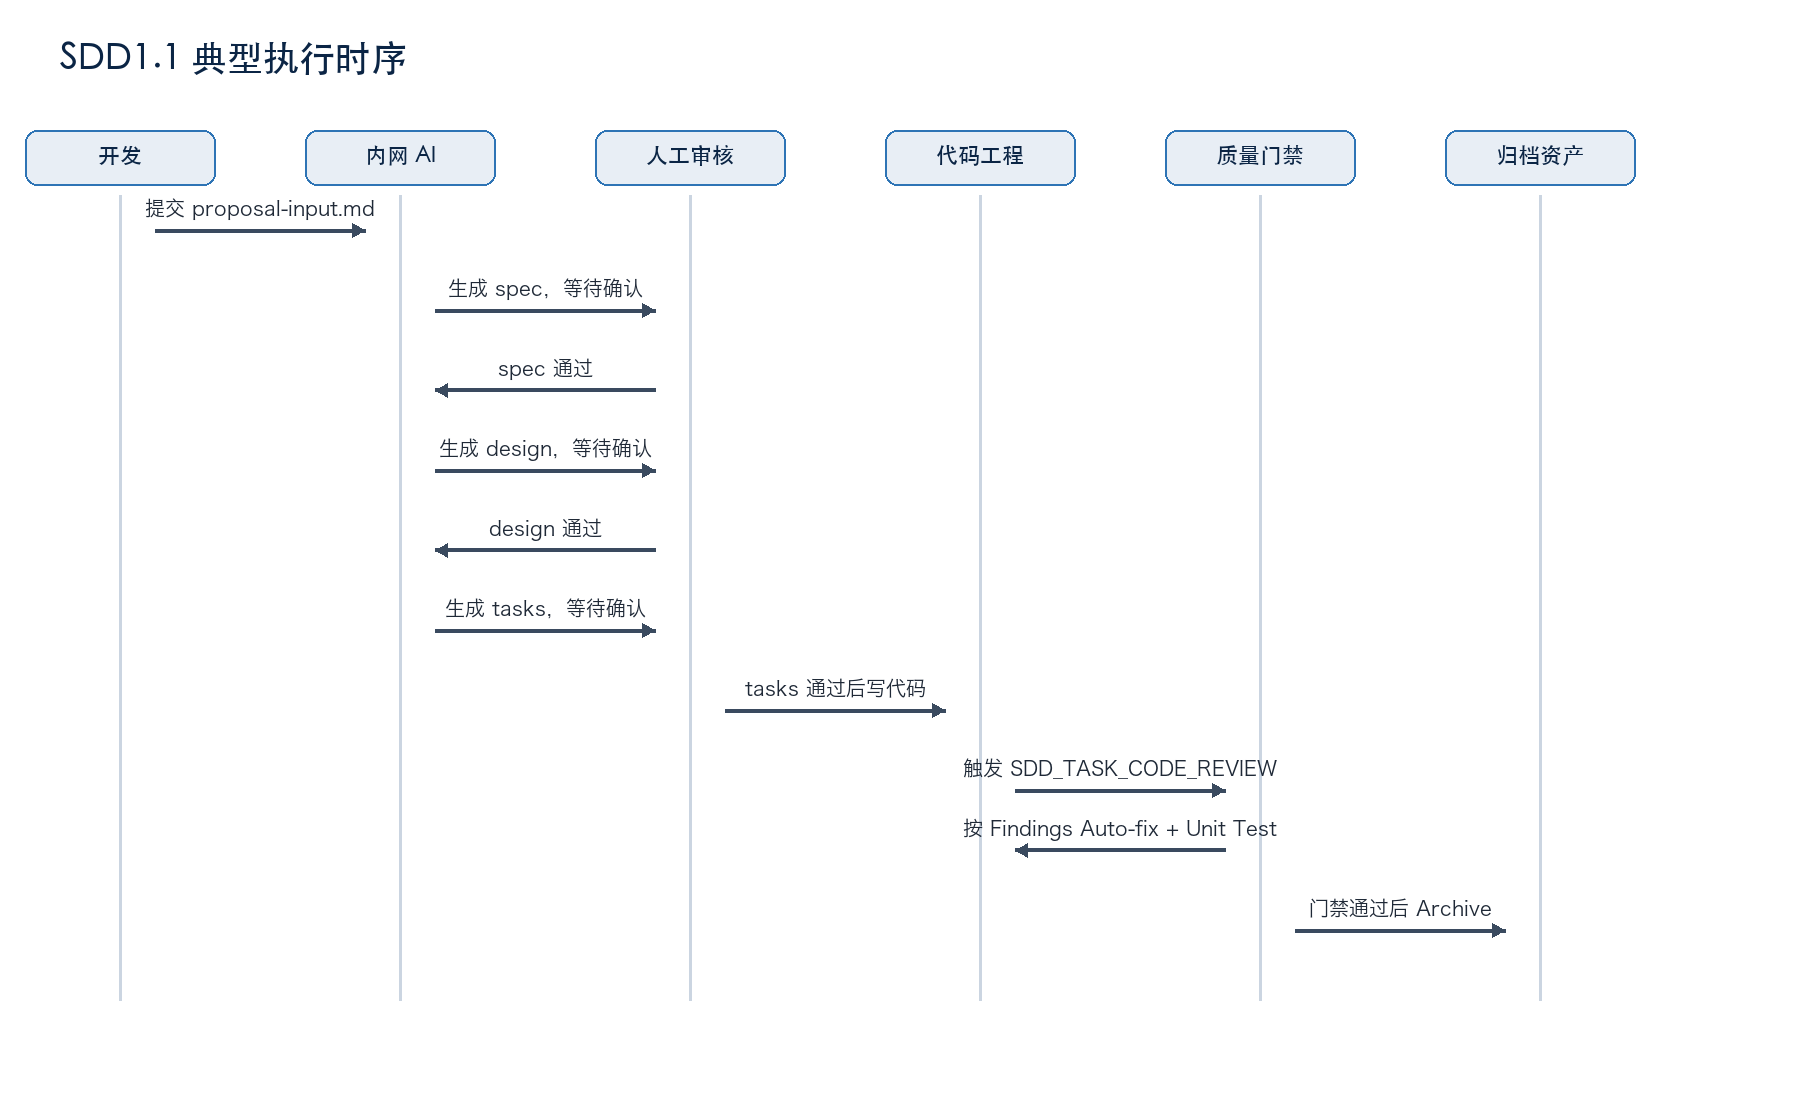 SDD1.1 典型执行时序
开发
内网 AI
人工审核
代码工程
质量门禁
归档资产
提交 proposal-input.md
生成 spec，等待确认
spec 通过
生成 design，等待确认
design 通过
生成 tasks，等待确认
tasks 通过后写代码
触发 SDD_TASK_CODE_REVIEW
按 Findings Auto-fix + Unit Test
门禁通过后 Archive